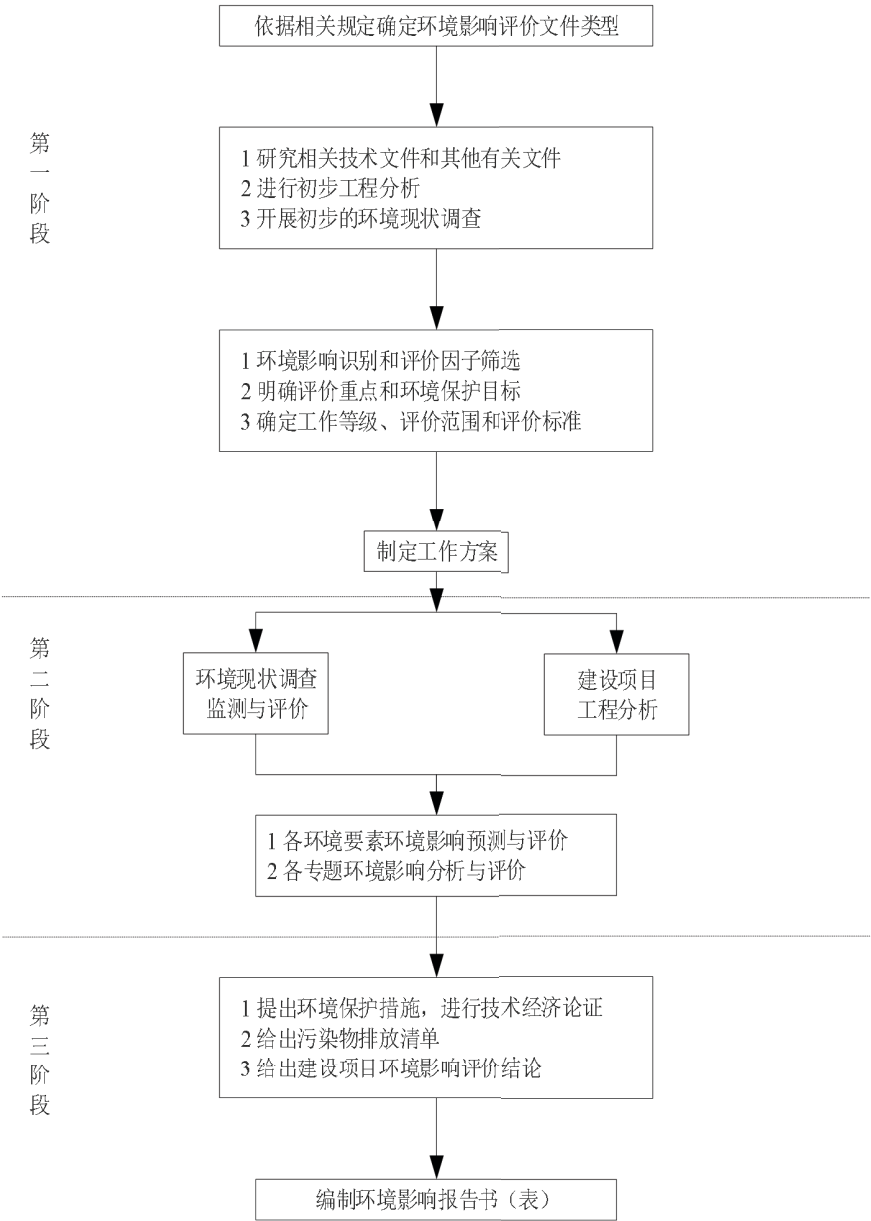 依据相关规定确定环境影响评价文件类型
第一阶段
1 研究相关技术文件和其他有关文件
2 进行初步工程分析
3 开展初步的环境现状调查
1 环境影响识别和评价因子筛选
2 明确评价重点和环境保护目标
3 确定工作等级、评价范围和评价标准
制定工作方案
第二阶段
环境现状调查
监测与评价
建设项目
工程分析
1 各环境要素环境影响预测与评价
2 各专题环境影响分析与评价
第三阶段
1 提出环境保护措施，进行技术经济论证
2 给出污染物排放清单
3 给出建设项目环境影响评价结论
编制环境影响报告书（表）